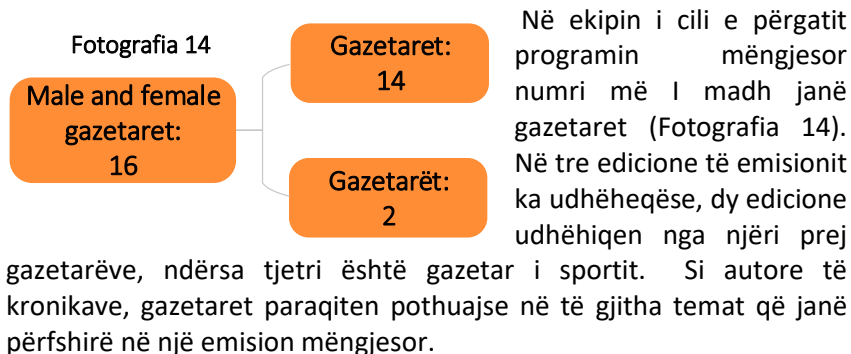 Fotografia 14
Male and female
gazetaret:
16
Gazetaret:
14
Gazetarët:
2
Në ekipin i cili e përgatit
programin mëngjesor
numri më I madh janë
gazetaret (Fotografia 14).
Në tre edicione të emisionit
ka udhëheqëse, dy edicione
udhëhiqen nga njëri prej
gazetarëve, ndërsa tjetri është gazetar i sportit. Si autore të
kronikave, gazetaret paraqiten pothuajse në të gjitha temat që janë
përfshirë në një emision mëngjesor.